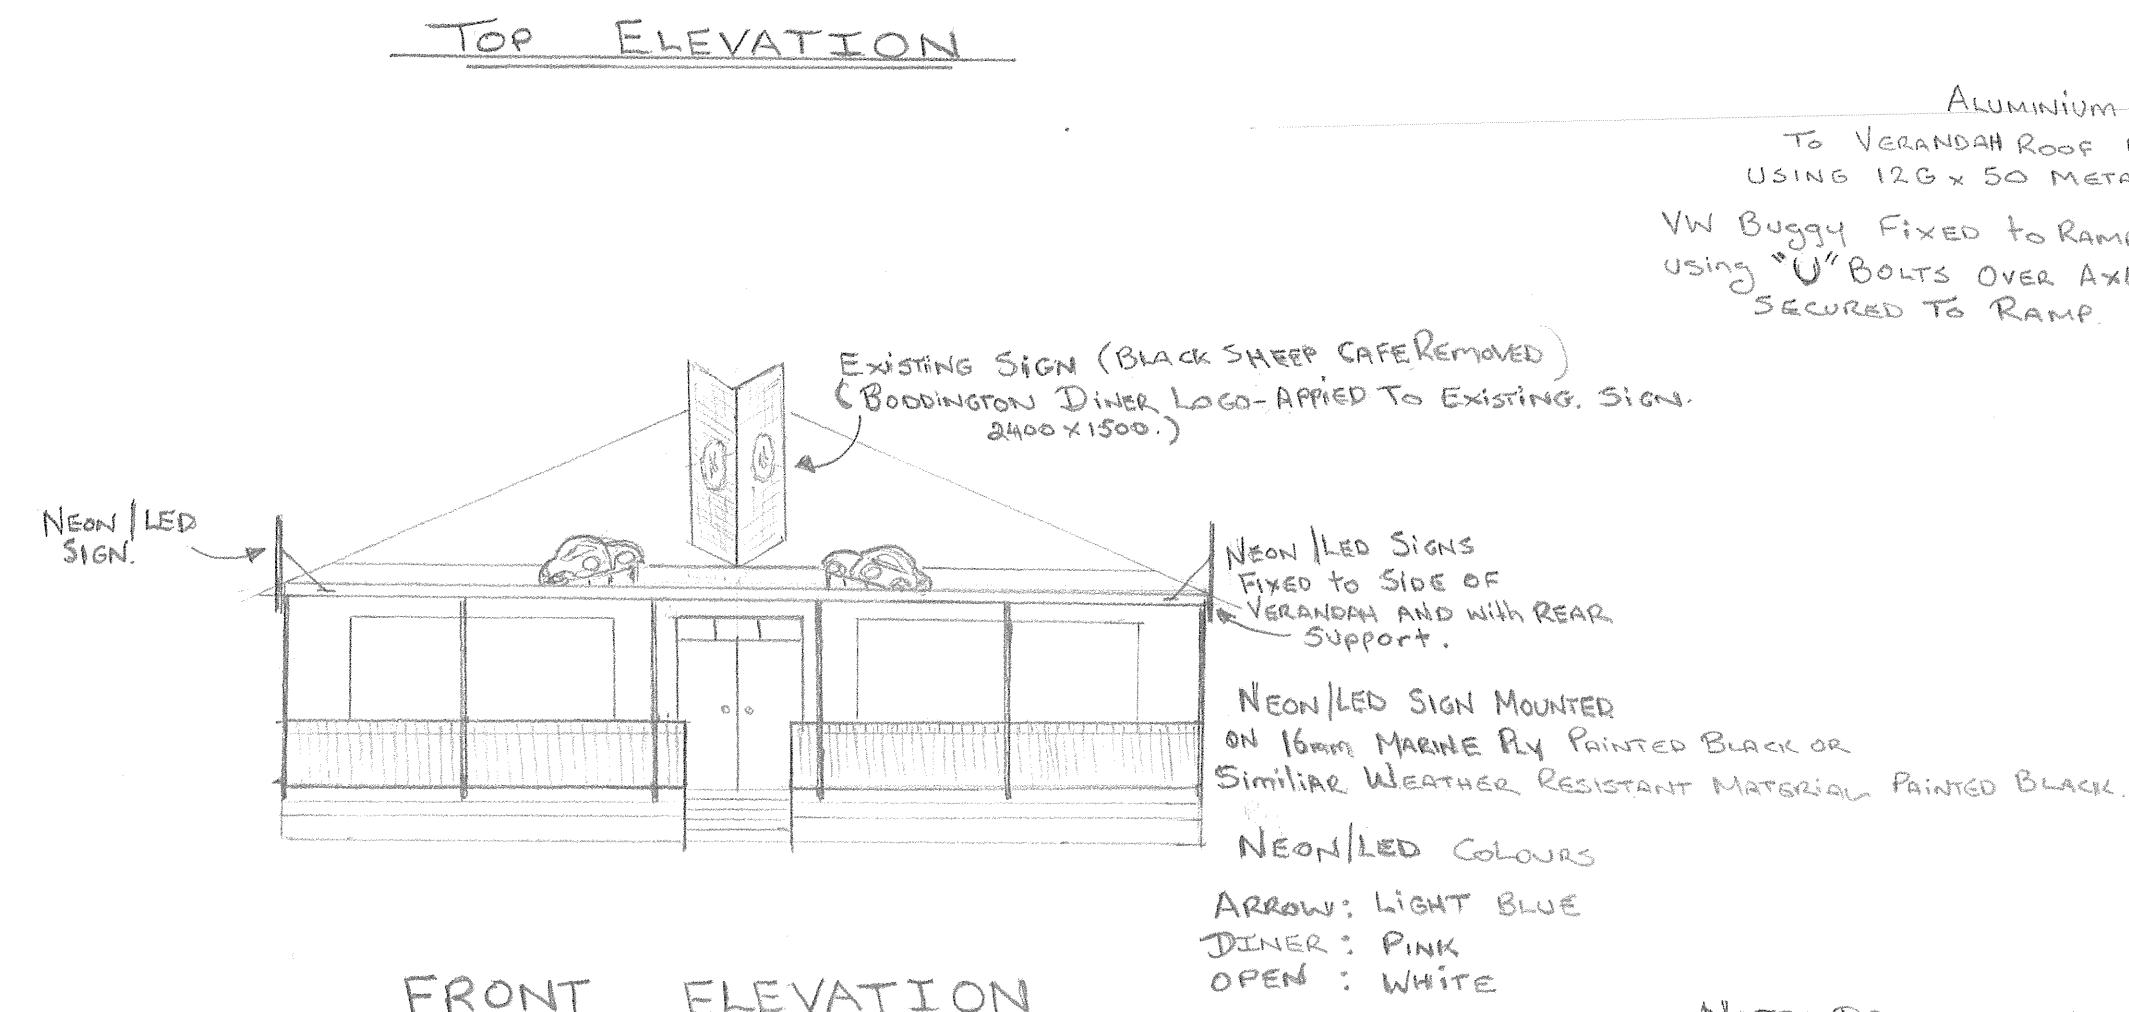 TOP ELEVATION
ALUMINIUM
TO VERANDAH ROOF
USING 12G x 50 META
VW Buggy FixED to RAMP
using "U" BOLTS OVER AXL
SECURED TO RAMP.
EXISTING SIGN (BLACK SHEEP CAFE REMOVED)
(BODDINGTON DINER LOGO - APPIED TO EXISTING. SIGN.
2400 x 1500.)
NEON/LED
SIGN.
NEON/LED SIGNS
FIXED to SIDE OF
VERANDAH AND with REAR
Support.
NEON/LED SIGN MOUNTED
ON 16mm MARINE PLY PAINTED BLACK OR
SimiliAR WEATHER RESISTANT MATERIAL PAINTED BLACK.
NEON/LED COLOURS
ARROW: LIGHT BLUE
DINER: PINK
OPEN : WHITE
FRONT ELEVATION